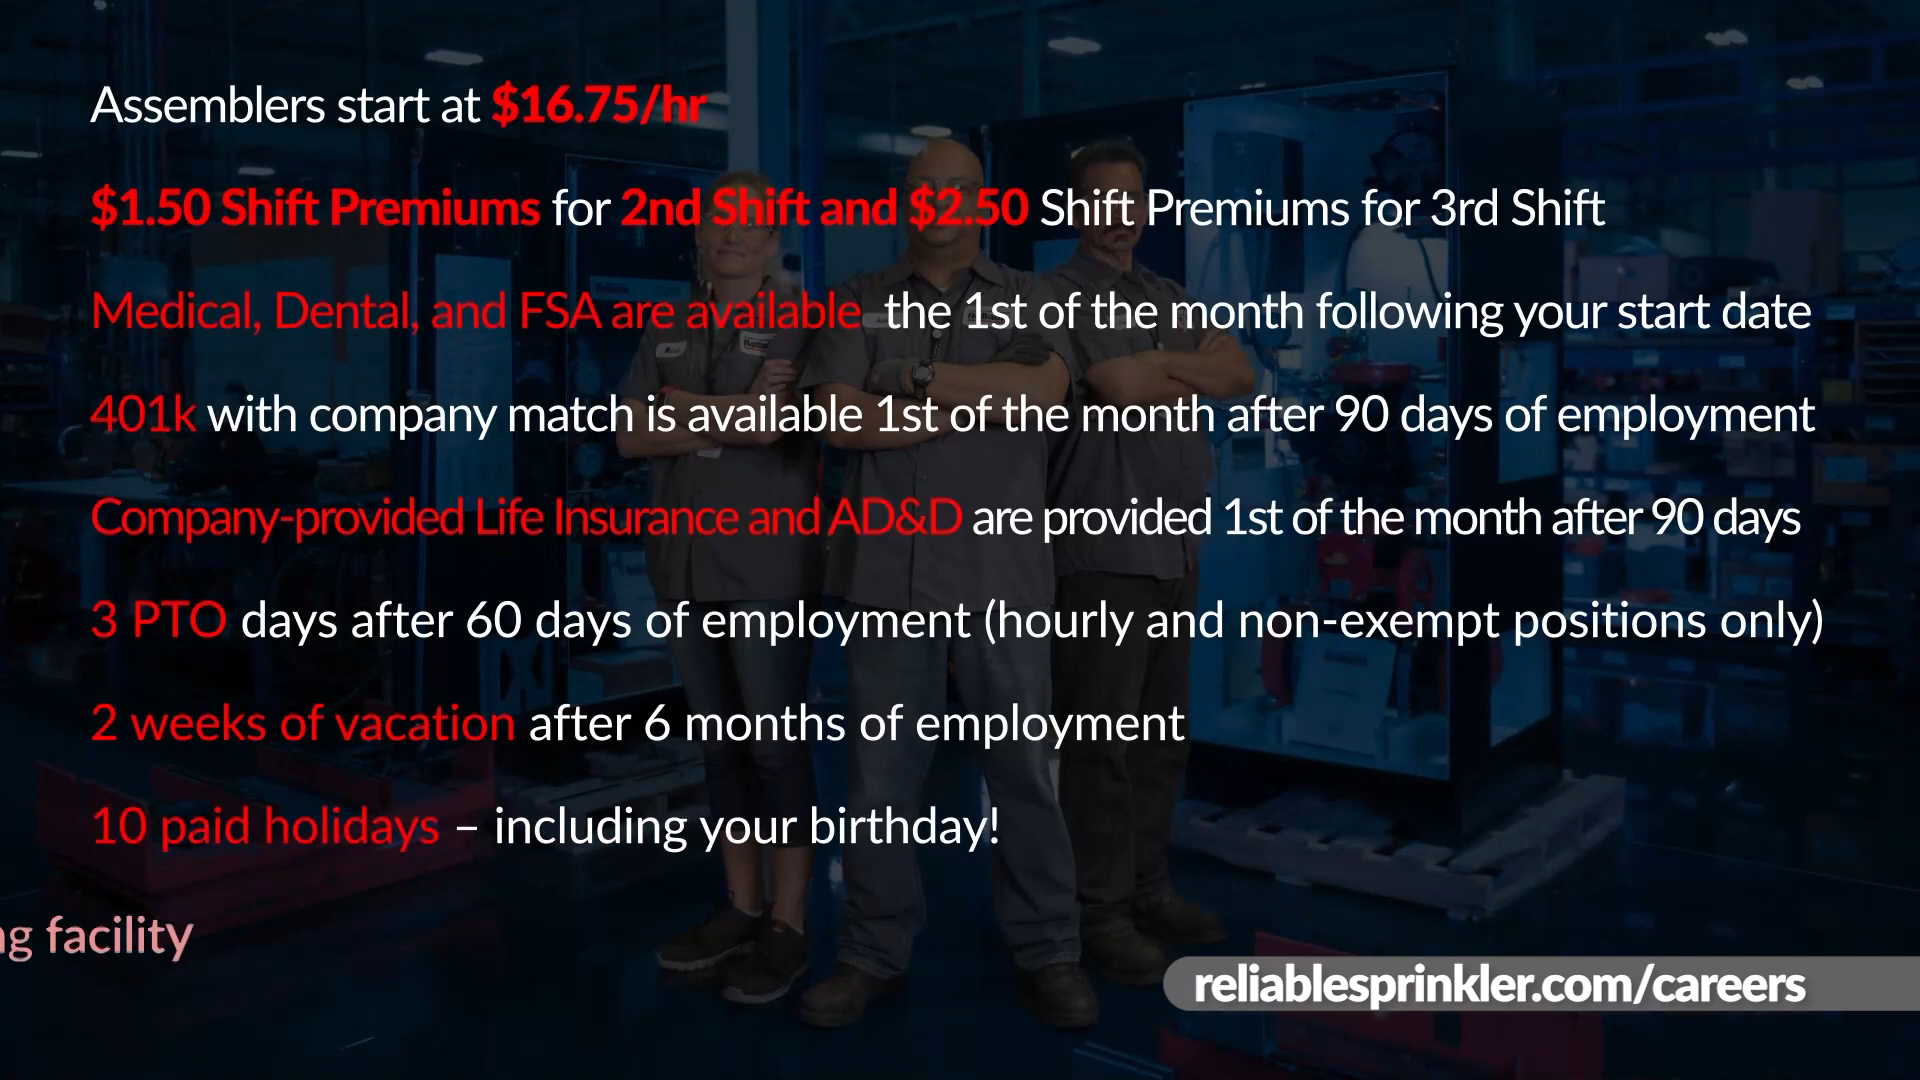 Assemblers start at $16.75/hr
$1.50 Shift Premiums for 2nd Shift and $2.50 Shift Premiums for 3rd Shift
Medical, Dental, and FSA are available the 1st of the month following your start date
401k with company match is available 1st of the month after 90 days of employment
Company-provided Life Insurance and AD&D are provided 1st of the month after 90 days
3 PTO days after 60 days of employment (hourly and non-exempt positions only)
2 weeks of vacation after 6 months of employment
10 paid holidays – including your birthday!
facility
reliablesprinkler.com/careers